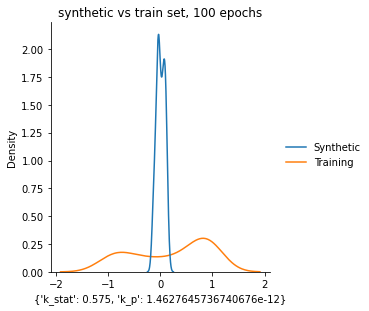 synthetic vs train set, 100 epochs
2.00
1.75
1.50
1.25
1.00
0.75
0.50
0.25
0.00
Density
Synthetic
Training
−2 −1 0 1 2
{'k_stat': 0.575, 'k_p': 1.4627645736740676e-12}